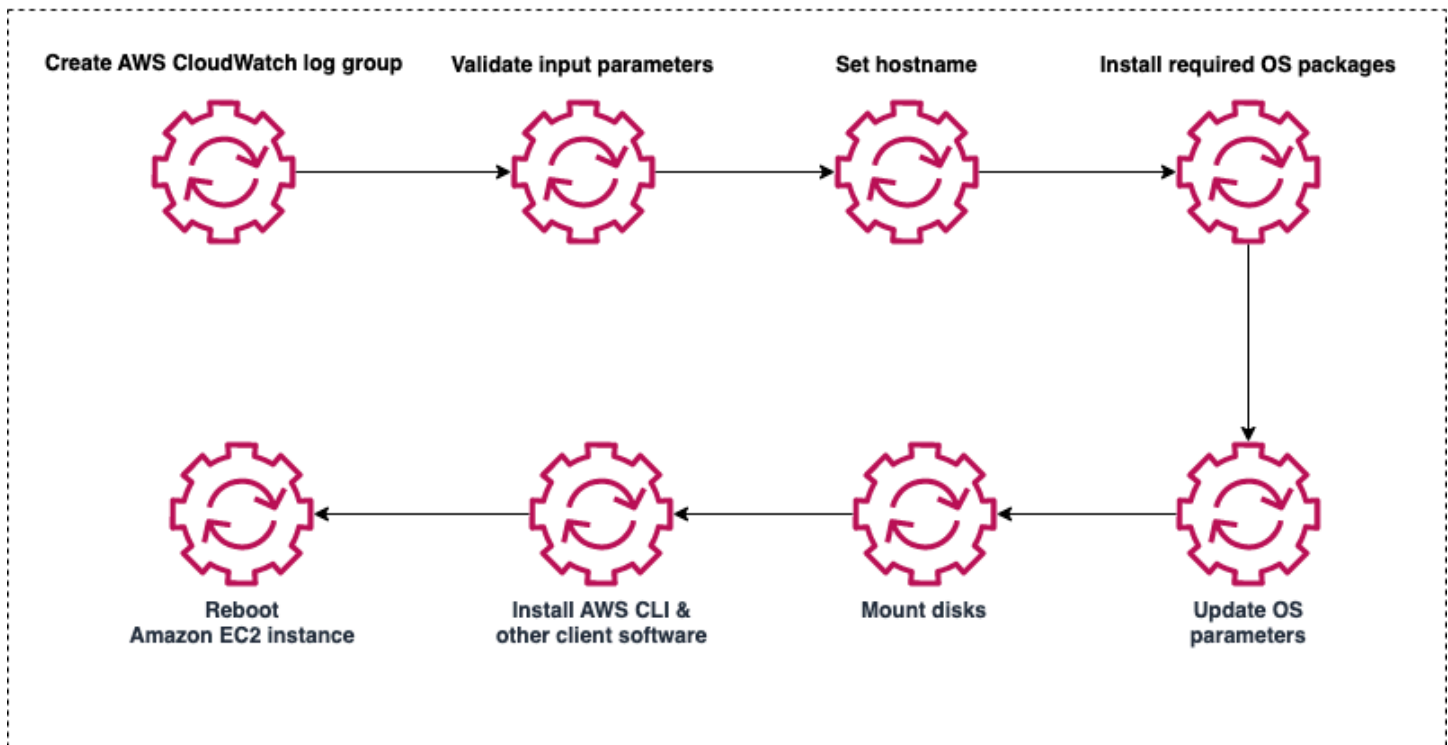 Create AWS CloudWatch log group
Validate input parameters
Set hostname
Install required OS packages
Reboot
Amazon EC2 instance
Install AWS CLI &
other client software
Mount disks
Update OS
parameters